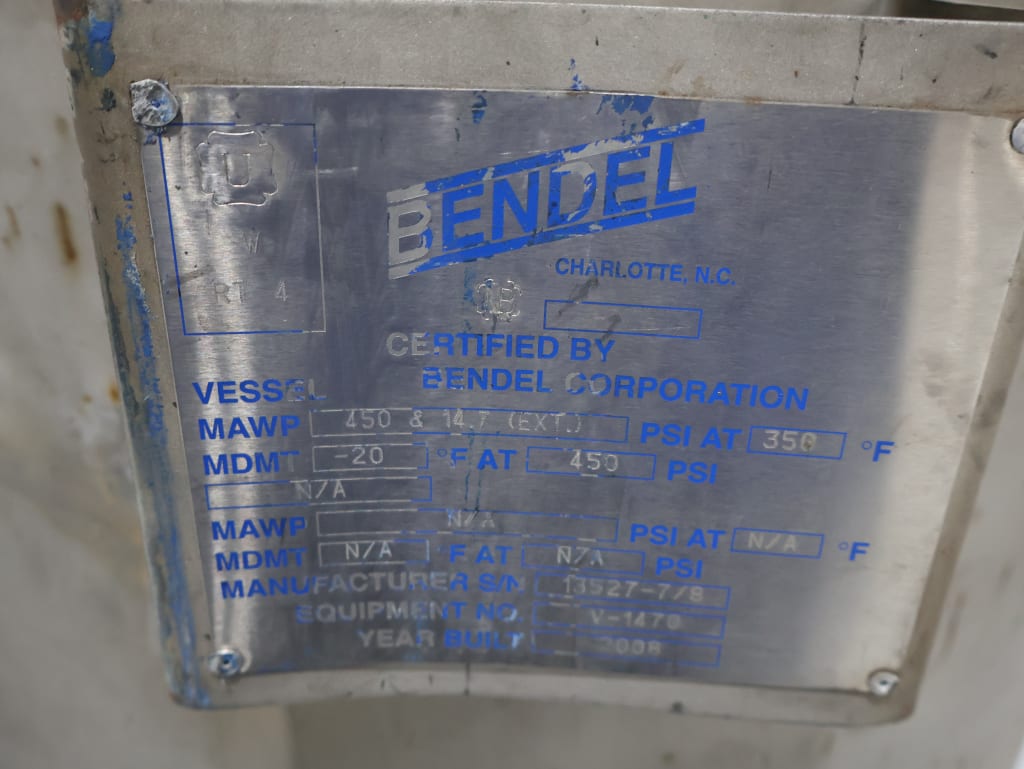 U
W
RT 4
BENDEL
CHARLOTTE, N.C.
NB
CERTIFIED BY
BENDEL CORPORATION
VESSEL
MAWP 450 & 14.7 (EXT.) PSI AT 350 °F
MDMT -20 °F AT 450 PSI
N/A
MAWP N/A PSI AT N/A °F
MDMT N/A °F AT N/A PSI
MANUFACTURER S/N 13527-7/8
EQUIPMENT NO. V-1470
YEAR BUILT 2008